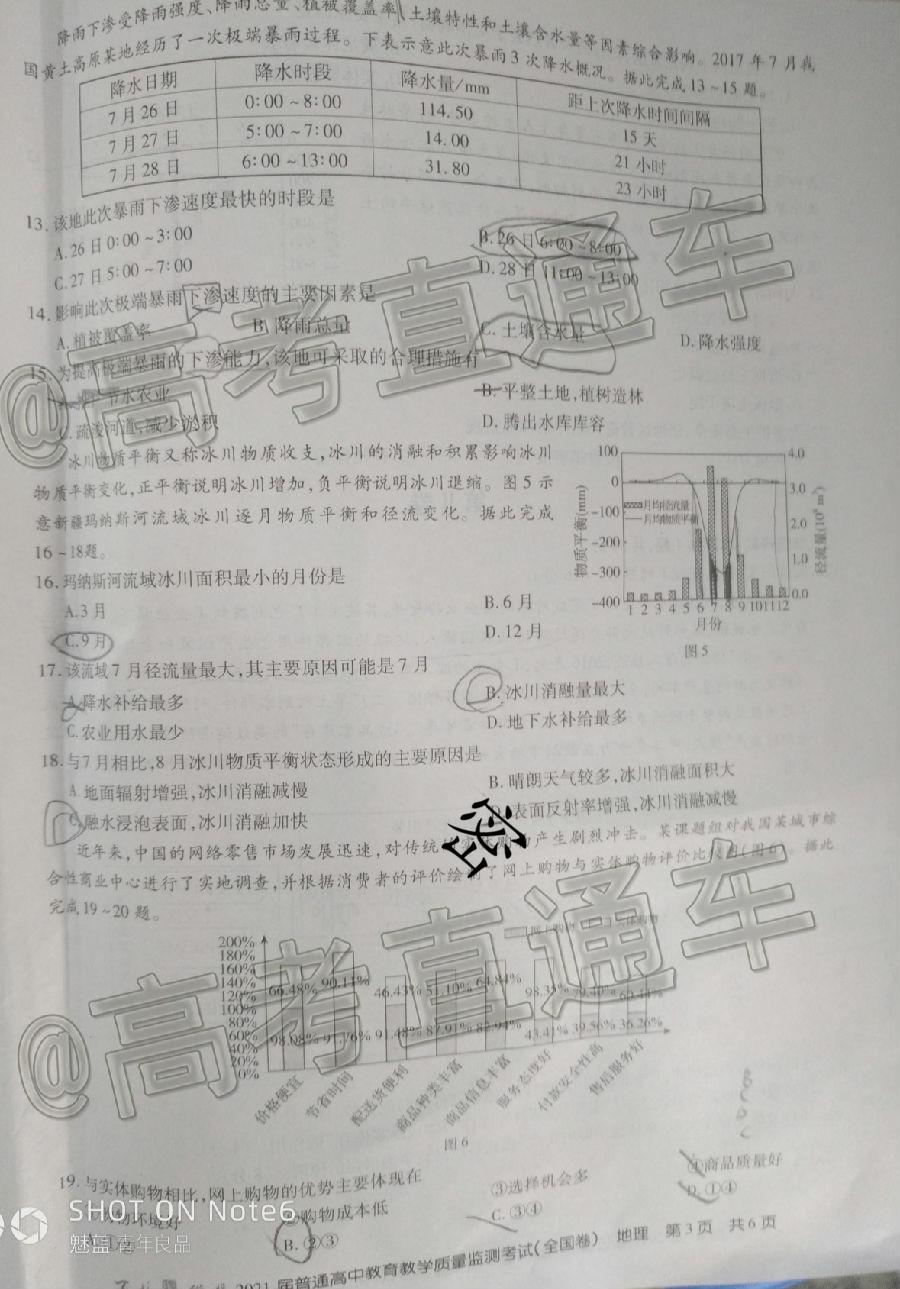 降雨下渗受降雨强度、降雨总量、植被覆盖率、土壤特性和土壤含水量等因素综合影响。2017年7月我
国黄土高原某地经历了一次极端暴雨过程。下表示意此次暴雨3次降水概况。据此完成13~15题。
降水日期 降水时段 降水量/mm 距上次降水时间间隔
7月26日 0:00~8:00 114.50 15天
7月27日 5:00~7:00 14.00 21小时
7月28日 6:00~13:00 31.80 23小时
13.该地此次暴雨下渗速度最快的时段是
A.26日0:00~3:00 B.26日6:00~8:00
C.27日5:00~7:00 D.28日11:00~13:00
14.影响此次极端暴雨下渗速度的主要因素是
A.植被覆盖率 B.降雨总量 C.土壤含水量 D.降水强度
15.为提高极端暴雨的下渗能力,该地可采取的合理措施有
节水农业 B.平整土地,植树造林
C.疏浚河道,减少淤积 D.腾出水库库容
冰川物质平衡又称冰川物质收支,冰川的消融和积累影响冰川
物质平衡变化,正平衡说明冰川增加,负平衡说明冰川退缩。图5示
意新疆玛纳斯河流域冰川逐月物质平衡和径流变化。据此完成
16~18题。
100 0 -100 -200 -300 -400
物质平衡(mm)
月均径流量
月均物质平衡
4.0 3.0 2.0 1.0 0.0
径流量(10⁸m)
1 2 3 4 5 6 7 8 9 10 11 12
月份
图5
16.玛纳斯河流域冰川面积最小的月份是
A.3月 B.6月
C.9月 D.12月
17.该流域7月径流量最大,其主要原因可能是7月
A.降水补给最多 B.冰川消融量最大
C.农业用水最少 D.地下水补给最多
18.与7月相比,8月冰川物质平衡状态形成的主要原因是
A.地面辐射增强,冰川消融减慢 B.晴朗天气较多,冰川消融面积大
C.融水浸泡表面,冰川消融加快 表面反射率增强,冰川消融减慢
密
近年来,中国的网络零售市场发展迅速,对传统 产生剧烈冲击。某课题组对我国某城市综
合性商业中心进行了实地调查,并根据消费者的评价绘制了网上购物与实体购物评价比较图(图6)。据此
完成19~20题。
200% 180% 160% 140% 120% 100% 80% 60% 40% 20% 0%
66.48% 90.11% 46.43% 51.10% 64.84% 98.35% 79.40%
98.08% 91.76% 91.48% 87.91% 82.94% 43.41% 39.56% 36.26%
价格便宜 节省时间 配送货便利 商品种类丰富 商品信息丰富 服务态度好 付款安全性高 售后服务好
图6
19.与实体购物相比,网上购物的优势主要体现在
购物环境好 购物成本低 ③选择机会多 ④商品质量好
B.②③ C.③④ D.①④
2021届普通高中教育教学质量监测考试(全国卷) 地理 第3页 共6页
@高考直通车
@高考直通车
SHOT ON Note6
魅蓝·青年良品